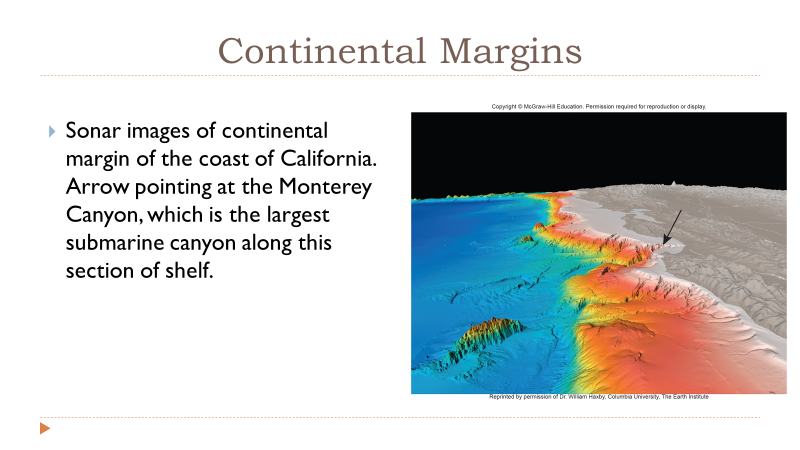 Continental Margins
Copyright © McGraw-Hill Education. Permission required for reproduction or display.
Sonar images of continental
margin of the coast of California.
Arrow pointing at the Monterey
Canyon, which is the largest
submarine canyon along this
section of shelf.
Reprinted by permission of Dr. William Haxby, Columbia University, The Earth Institute